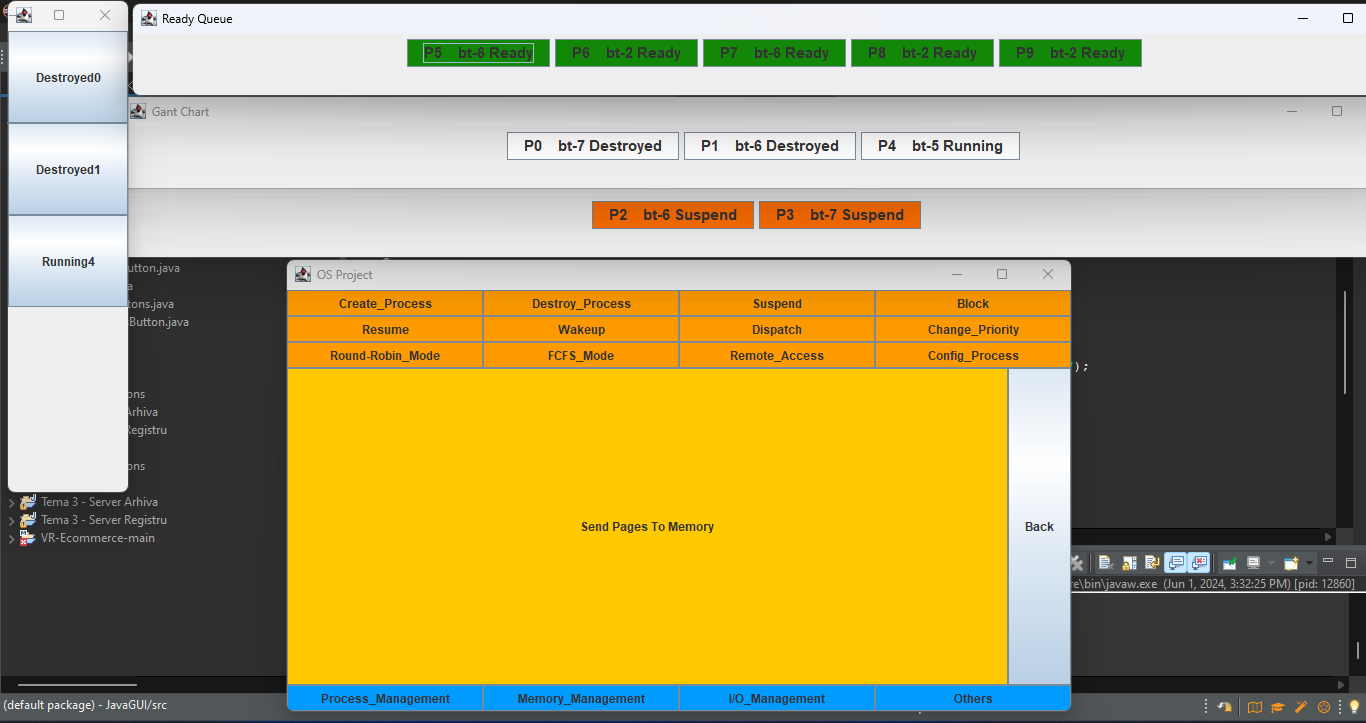 Ready Queue
P5 bt-6 Ready P6 bt-2 Ready P7 bt-6 Ready P8 bt-2 Ready P9 bt-2 Ready
Destroyed0
Destroyed1
Running4
Gant Chart
P0 bt-7 Destroyed P1 bt-6 Destroyed P4 bt-5 Running
P2 bt-6 Suspend P3 bt-7 Suspend
utton.java
a
tons.java
Button.java
ons
Arhiva
Registru
ons
Tema 3 - Server Arhiva
Tema 3 - Server Registru
VR-Ecommerce-main
OS Project
Create_Process Destroy_Process Suspend Block
Resume Wakeup Dispatch Change_Priority
Round-Robin_Mode FCFS_Mode Remote_Access Config_Process
Send Pages To Memory
Back
Process_Management Memory_Management I/O_Management Others
");
re\bin\javaw.exe (Jun 1, 2024, 3:32:25 PM) [pid: 12860]
(default package) - JavaGUI/src